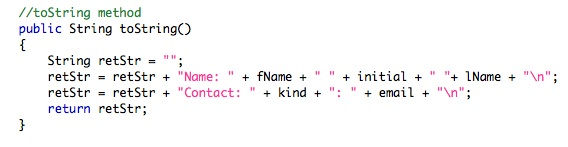 //toString method
public String toString()
{
    String retStr = "";
    retStr = retStr + "Name: " + fName + " " + initial + " "+ lName + "\n";
    retStr = retStr + "Contact: " + kind + ": " + email + "\n";
    return retStr;
}